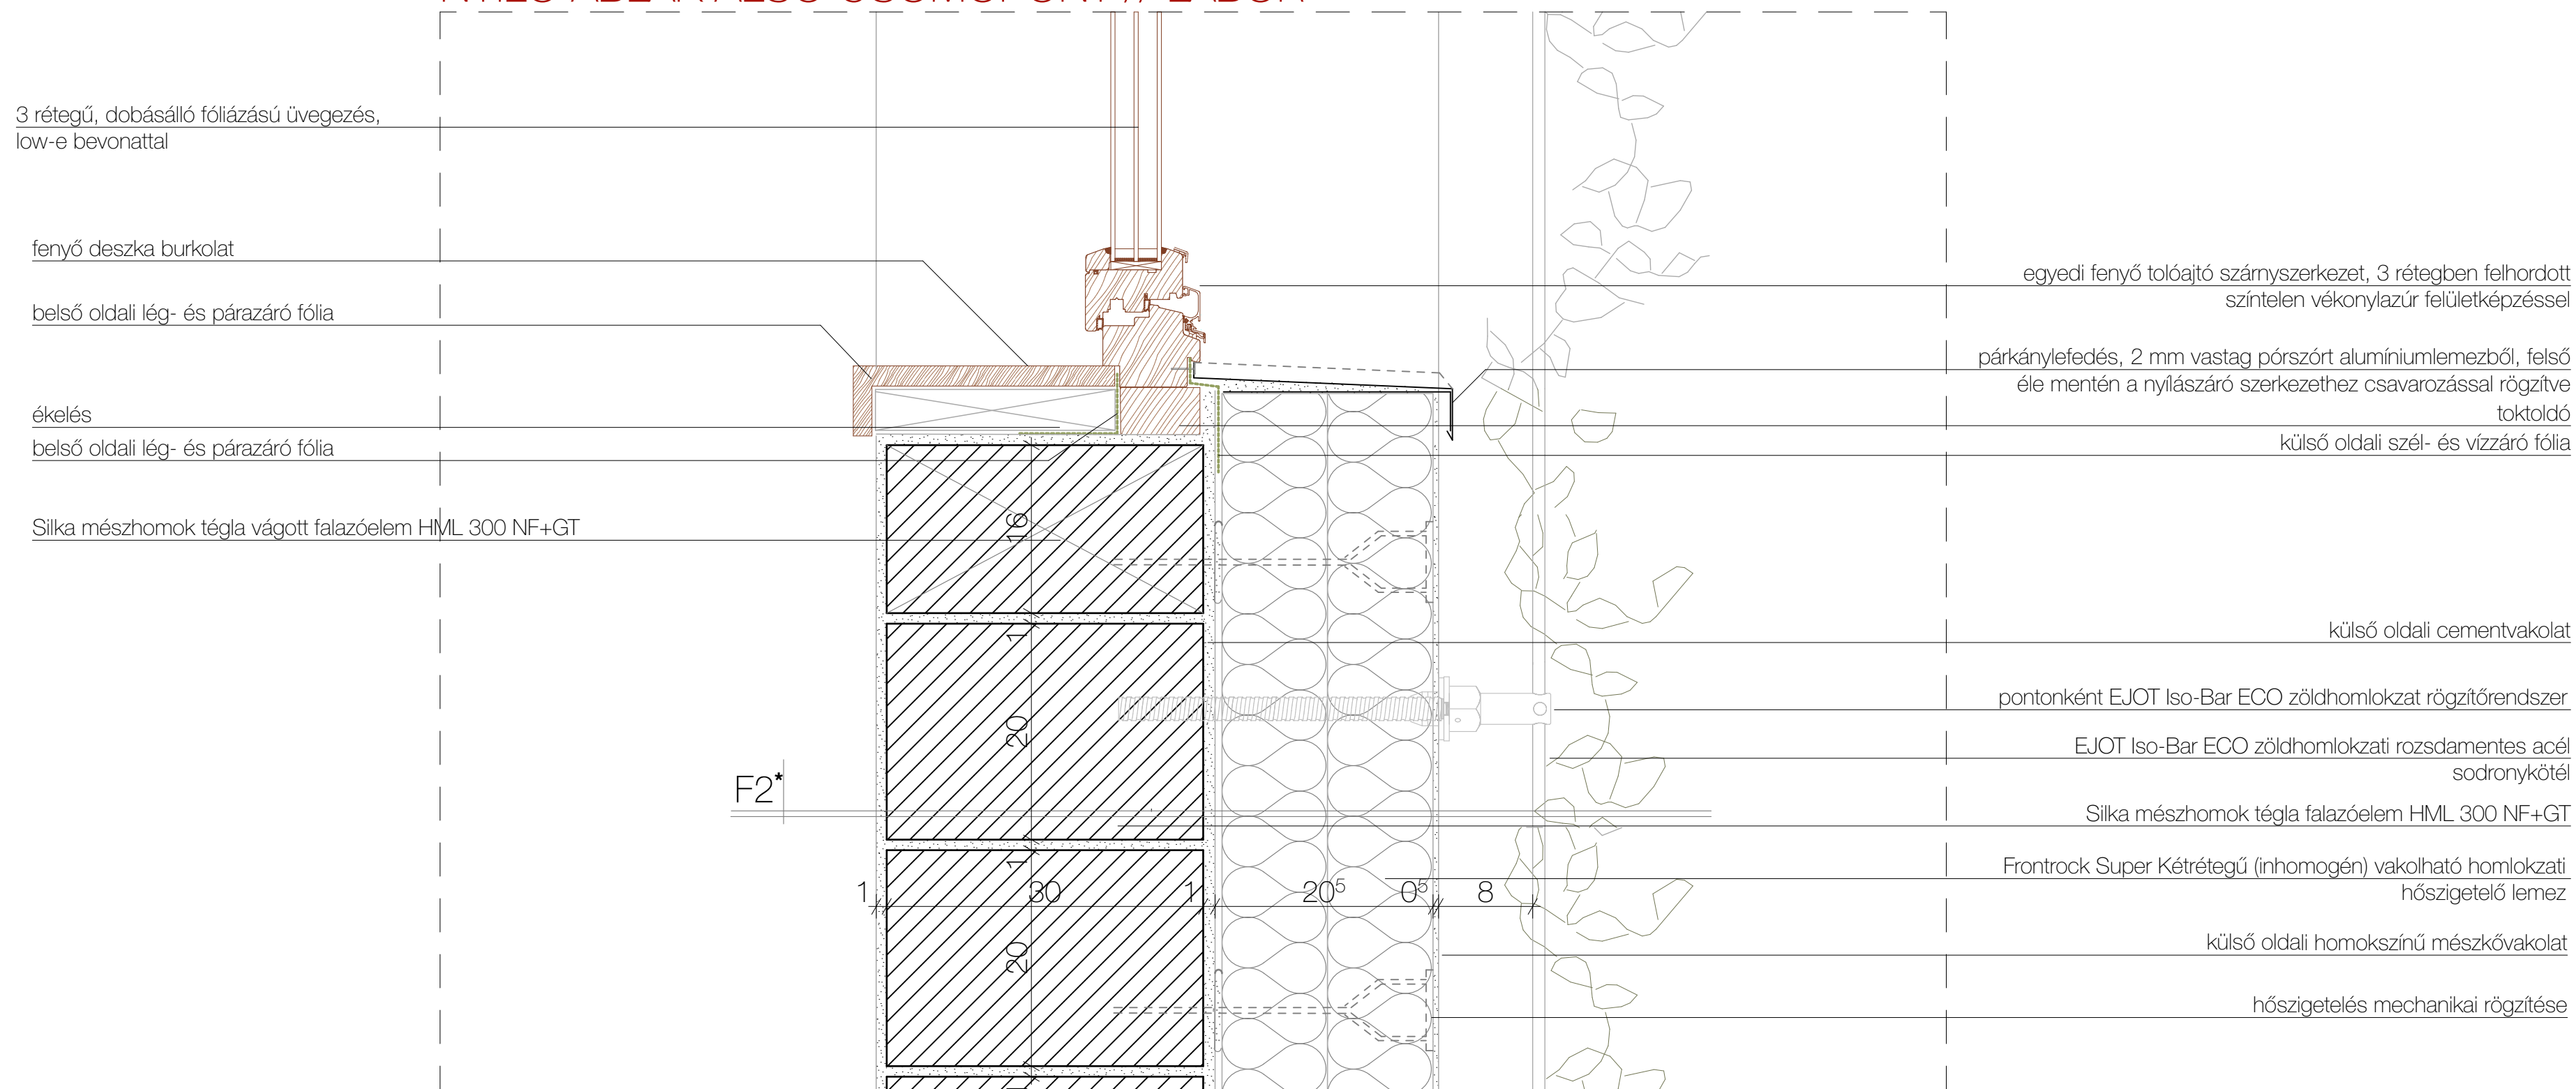 3 rétegű, dobásálló fóliázású üvegezés,
low-e bevonattal
fenyő deszka burkolat
belső oldali lég- és párazáró fólia
ékelés
belső oldali lég- és párazáró fólia
Silka mészhomok tégla vágott falazóelem HML 300 NF+GT
egyedi fenyő tolóajtó szárnyszerkezet, 3 rétegben felhordott
színtelen vékonylazúr felületképzéssel
párkánylefedés, 2 mm vastag pórszórt alumíniumlemezből, felső
éle mentén a nyílászáró szerkezethez csavarozással rögzítve
toktoldó
külső oldali szél- és vízzáró fólia
külső oldali cementvakolat
pontonként EJOT Iso-Bar ECO zöldhomlokzat rögzítőrendszer
EJOT Iso-Bar ECO zöldhomlokzati rozsdamentes acél
sodronykötél
Silka mészhomok tégla falazóelem HML 300 NF+GT
Frontrock Super Kétrétegű (inhomogén) vakolható homlokzati
hőszigetelő lemez
külső oldali homokszínű mészkővakolat
hőszigetelés mechanikai rögzítése
16
1
20
F2*
1
1 30 1 20⁵ 0⁵ 8
20